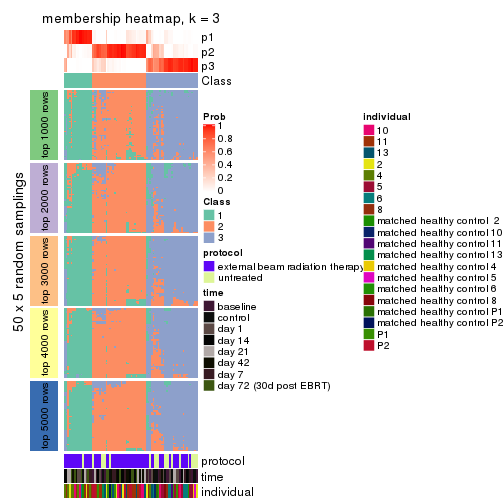 membership heatmap, k = 3
p1
p2
p3
Class
50 x 5 random samplings
top 1000 rows
top 2000 rows
top 3000 rows
top 4000 rows
top 5000 rows
protocol
time
individual
Prob
1
0.8
0.6
0.4
0.2
0
Class
1
2
3
protocol
external beam radiation therapy
untreated
time
baseline
control
day 1
day 14
day 21
day 42
day 7
day 72 (30d post EBRT)
individual
10
11
13
2
4
5
6
8
matched healthy control 2
matched healthy control 10
matched healthy control 11
matched healthy control 13
matched healthy control 4
matched healthy control 5
matched healthy control 6
matched healthy control 8
matched healthy control P1
matched healthy control P2
P1
P2